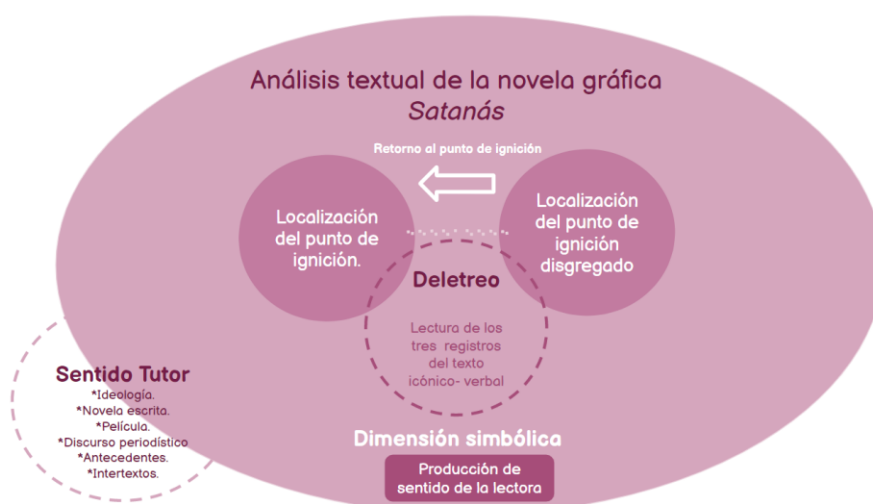 Análisis textual de la novela gráfica
Satanás
Retorno al punto de ignición
Localización
del punto de
ignición.
Localización
del punto de
ignición
disgregado
Deletreo
Lectura de los
tres registros
del texto
icónico- verbal
Sentido Tutor
*Ideología.
*Novela escrita.
*Película.
*Discurso periodístico
*Antecedentes.
*Intertextos.
Dimensión simbólica
Producción de
sentido de la lectora